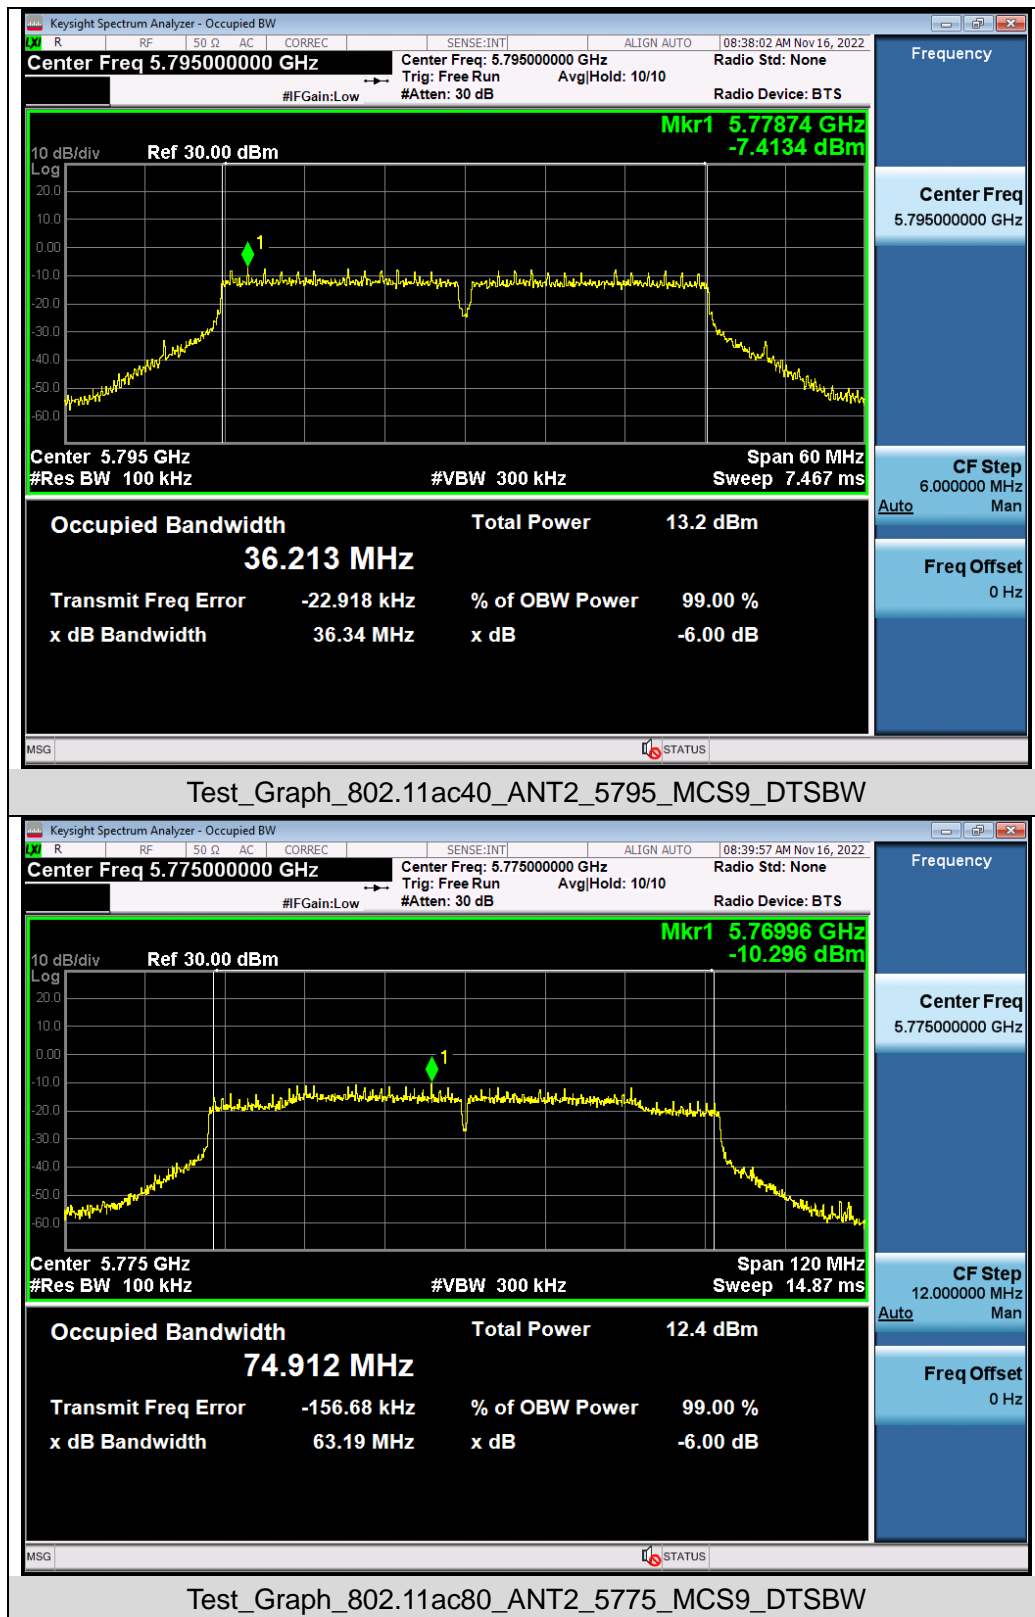 Keysight Spectrum Analyzer - Occupied BW
LXI R RF 50 Ω AC CORREC SENSE:INT ALIGN AUTO 08:38:02 AM Nov 16, 2022
Center Freq 5.795000000 GHz Center Freq: 5.795000000 GHz Radio Std: None Frequency
Trig: Free Run Avg|Hold: 10/10
#IFGain:Low #Atten: 30 dB Radio Device: BTS
Mkr1 5.77874 GHz
10 dB/div Ref 30.00 dBm -7.4134 dBm
Log
20.0
10.0
0.00
1
-10.0
-20.0
-30.0
-40.0
-50.0
-60.0
Center Freq
5.795000000 GHz
Center 5.795 GHz Span 60 MHz
#Res BW 100 kHz #VBW 300 kHz Sweep 7.467 ms
CF Step
6.000000 MHz
Auto Man
Occupied Bandwidth Total Power 13.2 dBm
36.213 MHz
Freq Offset
0 Hz
Transmit Freq Error -22.918 kHz % of OBW Power 99.00 %
x dB Bandwidth 36.34 MHz x dB -6.00 dB
MSG STATUS
Test_Graph_802.11ac40_ANT2_5795_MCS9_DTSBW
Keysight Spectrum Analyzer - Occupied BW
LXI R RF 50 Ω AC CORREC SENSE:INT ALIGN AUTO 08:39:57 AM Nov 16, 2022
Center Freq 5.775000000 GHz Center Freq: 5.775000000 GHz Radio Std: None Frequency
Trig: Free Run Avg|Hold: 10/10
#IFGain:Low #Atten: 30 dB Radio Device: BTS
Mkr1 5.76996 GHz
10 dB/div Ref 30.00 dBm -10.296 dBm
Log
20.0
10.0
0.00
1
-10.0
-20.0
-30.0
-40.0
-50.0
-60.0
Center Freq
5.775000000 GHz
Center 5.775 GHz Span 120 MHz
#Res BW 100 kHz #VBW 300 kHz Sweep 14.87 ms
CF Step
12.000000 MHz
Auto Man
Occupied Bandwidth Total Power 12.4 dBm
74.912 MHz
Freq Offset
0 Hz
Transmit Freq Error -156.68 kHz % of OBW Power 99.00 %
x dB Bandwidth 63.19 MHz x dB -6.00 dB
MSG STATUS
Test_Graph_802.11ac80_ANT2_5775_MCS9_DTSBW